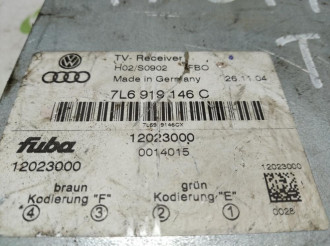 TV-Receiver
H02/S0902 FBO
Made in Germany 26.11.04
7L6 919 146 C
7L6919146CX
fuba 12023000
0014015
12023000
12023000
braun grün
Kodierung "F" Kodierung "E"
④ ③ ② ①
0028